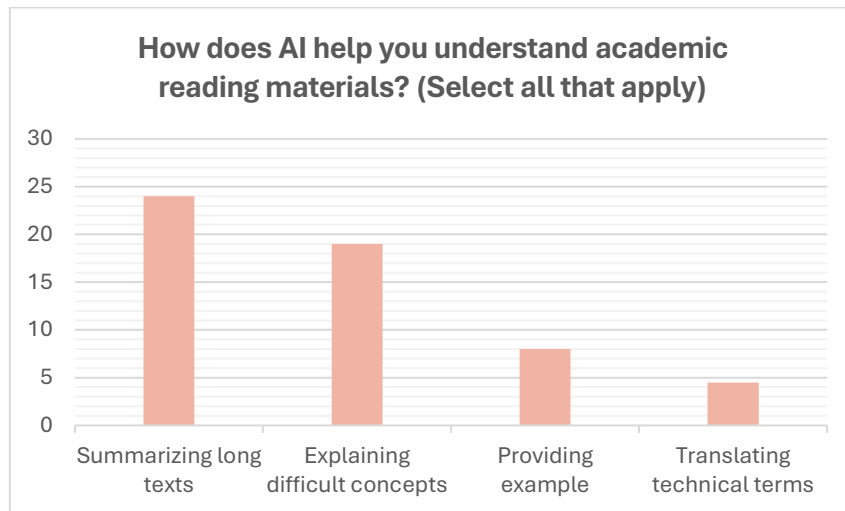 How does AI help you understand academic
reading materials? (Select all that apply)
30
25
20
15
10
5
0
Summarizing long
texts
Explaining
difficult concepts
Providing
example
Translating
technical terms